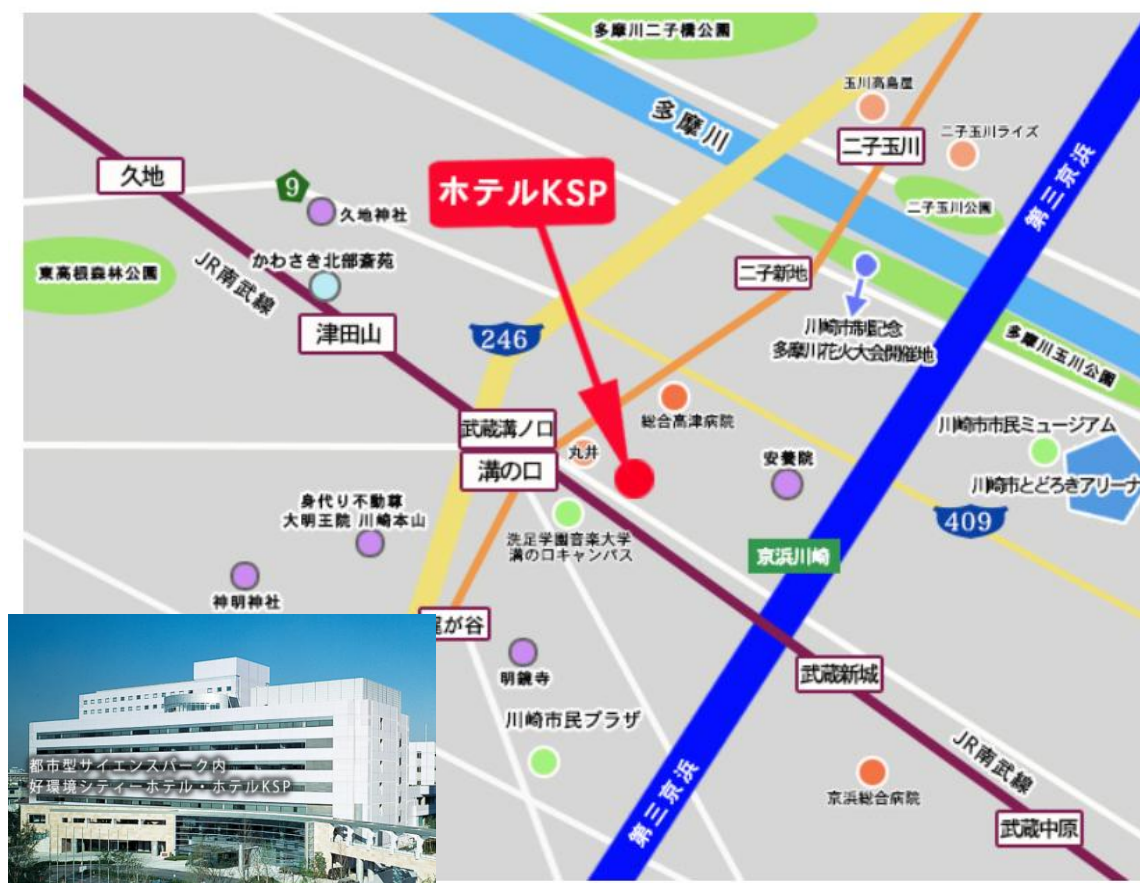 多摩川二子橋公園
玉川高島屋
多摩川
二子玉川
二子玉川ライズ
第三京浜
久地
9
久地神社
ホテルKSP
二子玉川公園
東高根森林公園
かわさき北部斎苑
JR南武線
二子新地
津田山
246
川崎市制記念
多摩川花火大会開催地
多摩川玉川公園
武蔵溝ノ口
総合高津病院
川崎市市民ミュージアム
溝の口
丸井
安養院
川崎市とどろきアリーナ
身代り不動尊
大明王院 川崎本山
409
洗足学園音楽大学
溝の口キャンパス
京浜川崎
神明神社
が谷
明鏡寺
武蔵新城
川崎市民プラザ
JR南武線
都市型サイエンスパーク内
好環境シティーホテル・ホテルKSP
第三京浜
京浜総合病院
武蔵中原